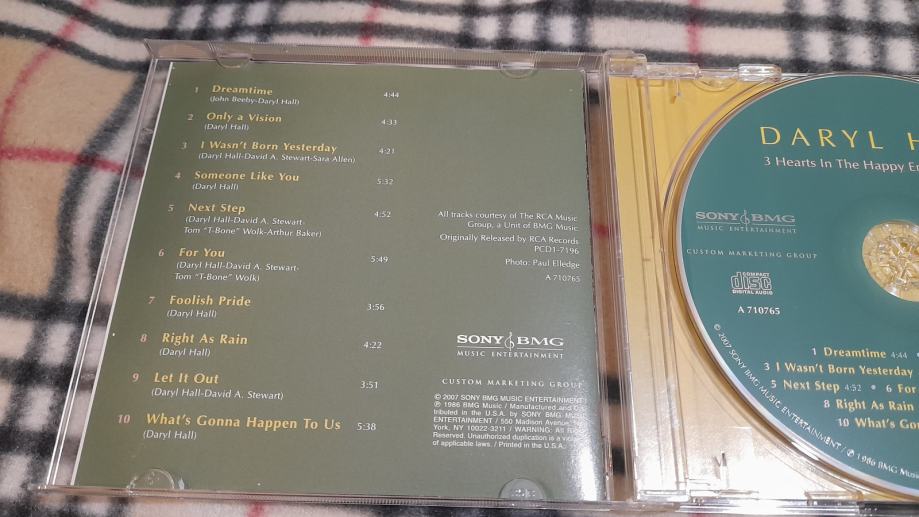 1 Dreamtime 4:44
(John Beeby-Daryl Hall)
2 Only a Vision 4:33
(Daryl Hall)
3 I Wasn't Born Yesterday 4:21
(Daryl Hall-David A. Stewart-Sara Allen)
4 Someone Like You 5:32
(Daryl Hall)
5 Next Step 4:52
(Daryl Hall-David A. Stewart-
Tom "T-Bone" Wolk-Arthur Baker)
6 For You 5:49
(Daryl Hall-David A. Stewart-
Tom "T-Bone" Wolk)
7 Foolish Pride 3:56
(Daryl Hall)
8 Right As Rain 4:22
(Daryl Hall)
9 Let It Out 3:51
(Daryl Hall-David A. Stewart)
10 What's Gonna Happen To Us 5:38
(Daryl Hall)
All tracks courtesy of The RCA Music
Group, a Unit of BMG Music
Originally Released by RCA Records
PCD1-7196
Photo: Paul Elledge
A 710765
SONY BMG
MUSIC ENTERTAINMENT
CUSTOM MARKETING GROUP
© 2007 SONY BMG MUSIC ENTERTAINMENT
℗ 1986 BMG Music / Manufactured and
tributed in the U.S.A. by SONY BMG MUSIC
ENTERTAINMENT / 550 Madison Avenue,
York, NY 10022-3211 / WARNING: All
Reserved. Unauthorized duplication is a
of applicable laws. / Printed in the U.S.A.
DARYL H
3 Hearts In The Happy
SONY BMG
MUSIC ENTERTAINMENT
CUSTOM MARKETING GROUP
COMPACT
disc
DIGITAL AUDIO
A 710765
1 Dreamtime 4:44
3 I Wasn't Born Yesterday
5 Next Step 4:52 • 6 For
8 Right As Rain
10 What's
© 2007 SONY BMG MUSIC ENTERTAINMENT / ℗ 1986 BMG